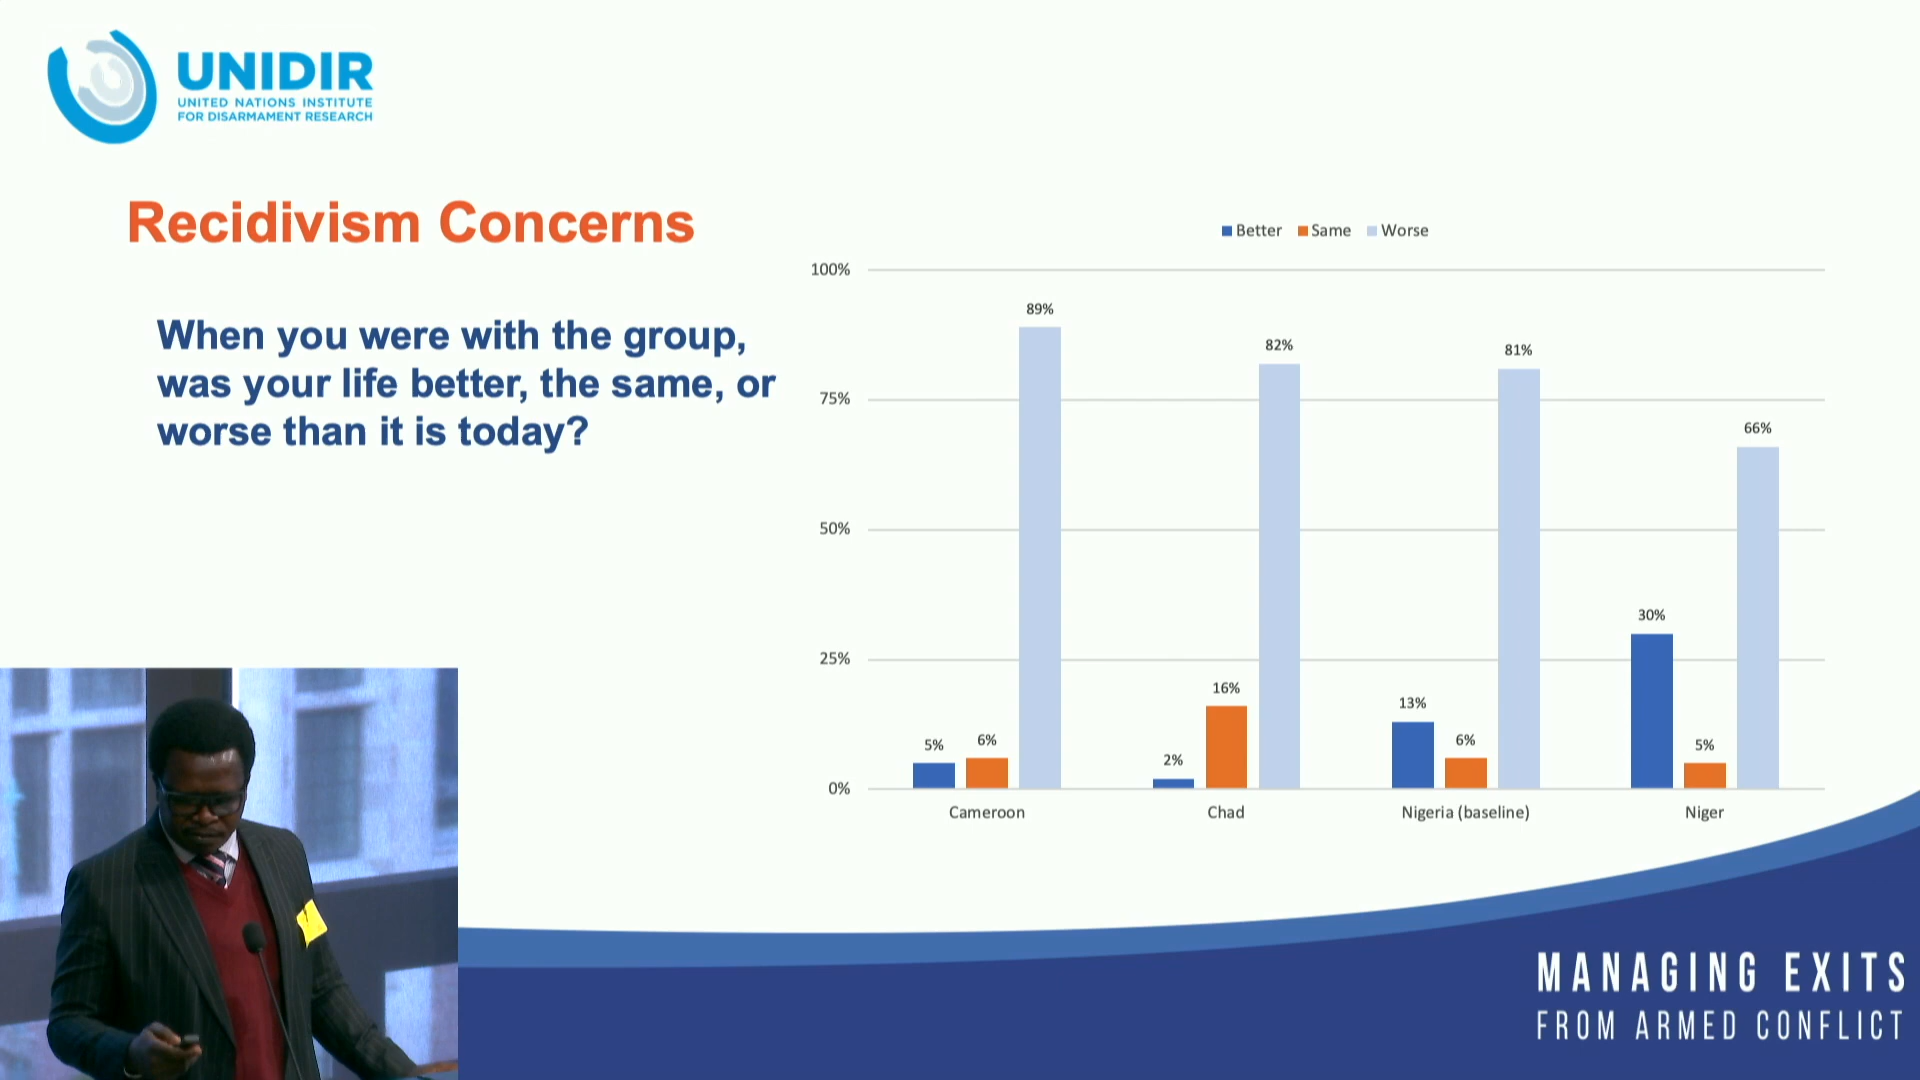 UNIDIR
UNITED NATIONS INSTITUTE
FOR DISARMAMENT RESEARCH
Recidivism Concerns
When you were with the group,
was your life better, the same, or
worse than it is today?
Better Same Worse
100%
75%
50%
25%
0%
5% 6% 89%
2% 16% 82%
13% 6% 81%
30% 5% 66%
Cameroon Chad Nigeria (baseline) Niger
MANAGING EXITS
FROM ARMED CONFLICT